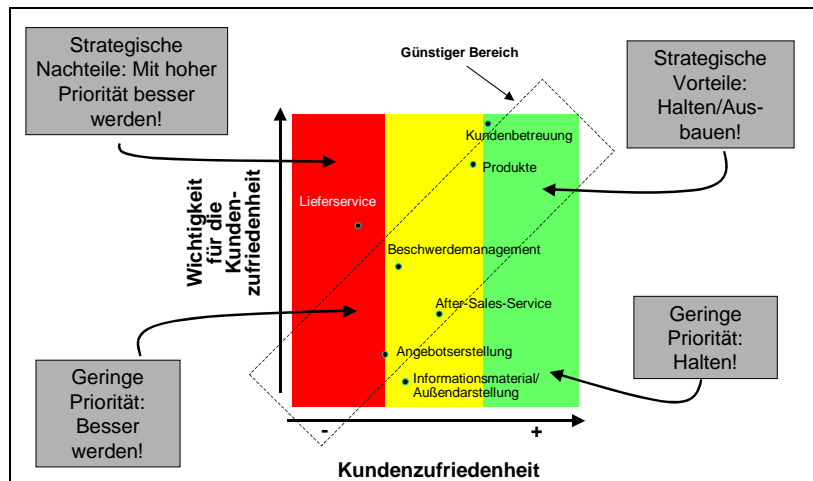 Strategische
Nachteile: Mit hoher
Priorität besser
werden!
Günstiger Bereich
Strategische
Vorteile:
Halten/Aus-
bauen!
Wichtigkeit
für die
Kunden-
zufriedenheit
Kundenbetreuung
Produkte
Lieferservice
Beschwerdemanagement
After-Sales-Service
Angebotserstellung
Informationsmaterial/
Außendarstellung
Geringe
Priorität:
Halten!
Geringe
Priorität:
Besser
werden!
- +
Kundenzufriedenheit